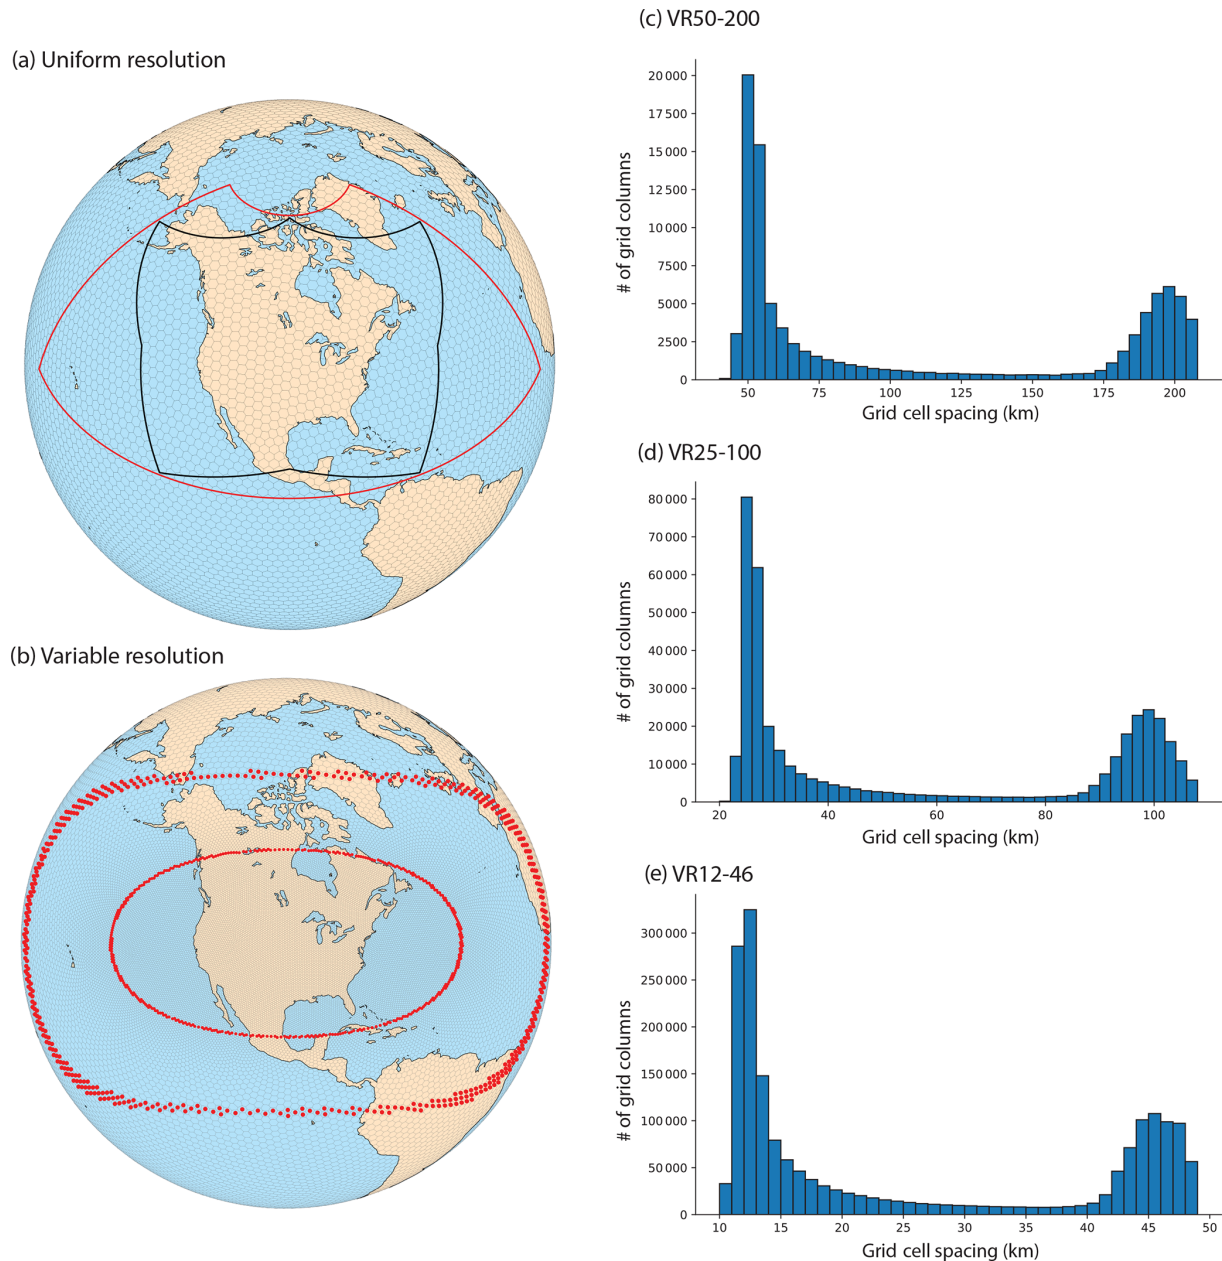 (a) Uniform resolution
(b) Variable resolution
(c) VR50-200
# of grid columns
20 000
17 500
15 000
12 500
10 000
7500
5000
2500
0
50 75 100 125 150 175 200
Grid cell spacing (km)
(d) VR25-100
# of grid columns
80 000
70 000
60 000
50 000
40 000
30 000
20 000
10 000
0
20 40 60 80 100
Grid cell spacing (km)
(e) VR12-46
# of grid columns
300 000
250 000
200 000
150 000
100 000
50 000
0
10 15 20 25 30 35 40 45 50
Grid cell spacing (km)